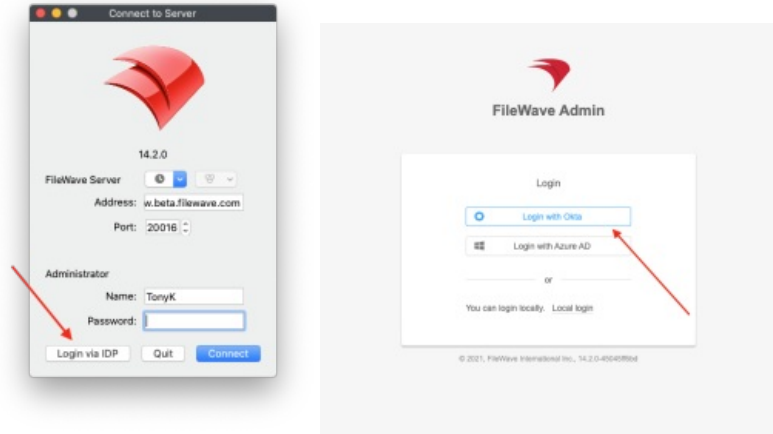 Connect to Server
14.2.0
FileWave Server
Address: w.beta.filewave.com
Port: 20016
Administrator
Name: TonyK
Password:
Login via IDP Quit Connect
FileWave Admin
Login
Login with Okta
Login with Azure AD
or
You can login locally. Local login
© 2021, FileWave International Inc., 14.2.0-